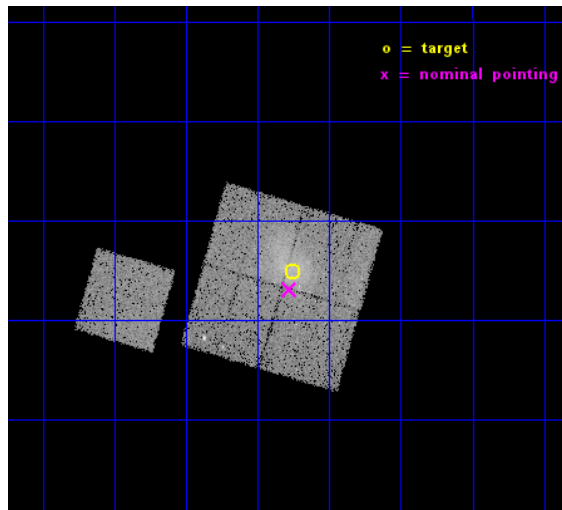 o = target
x = nominal pointing